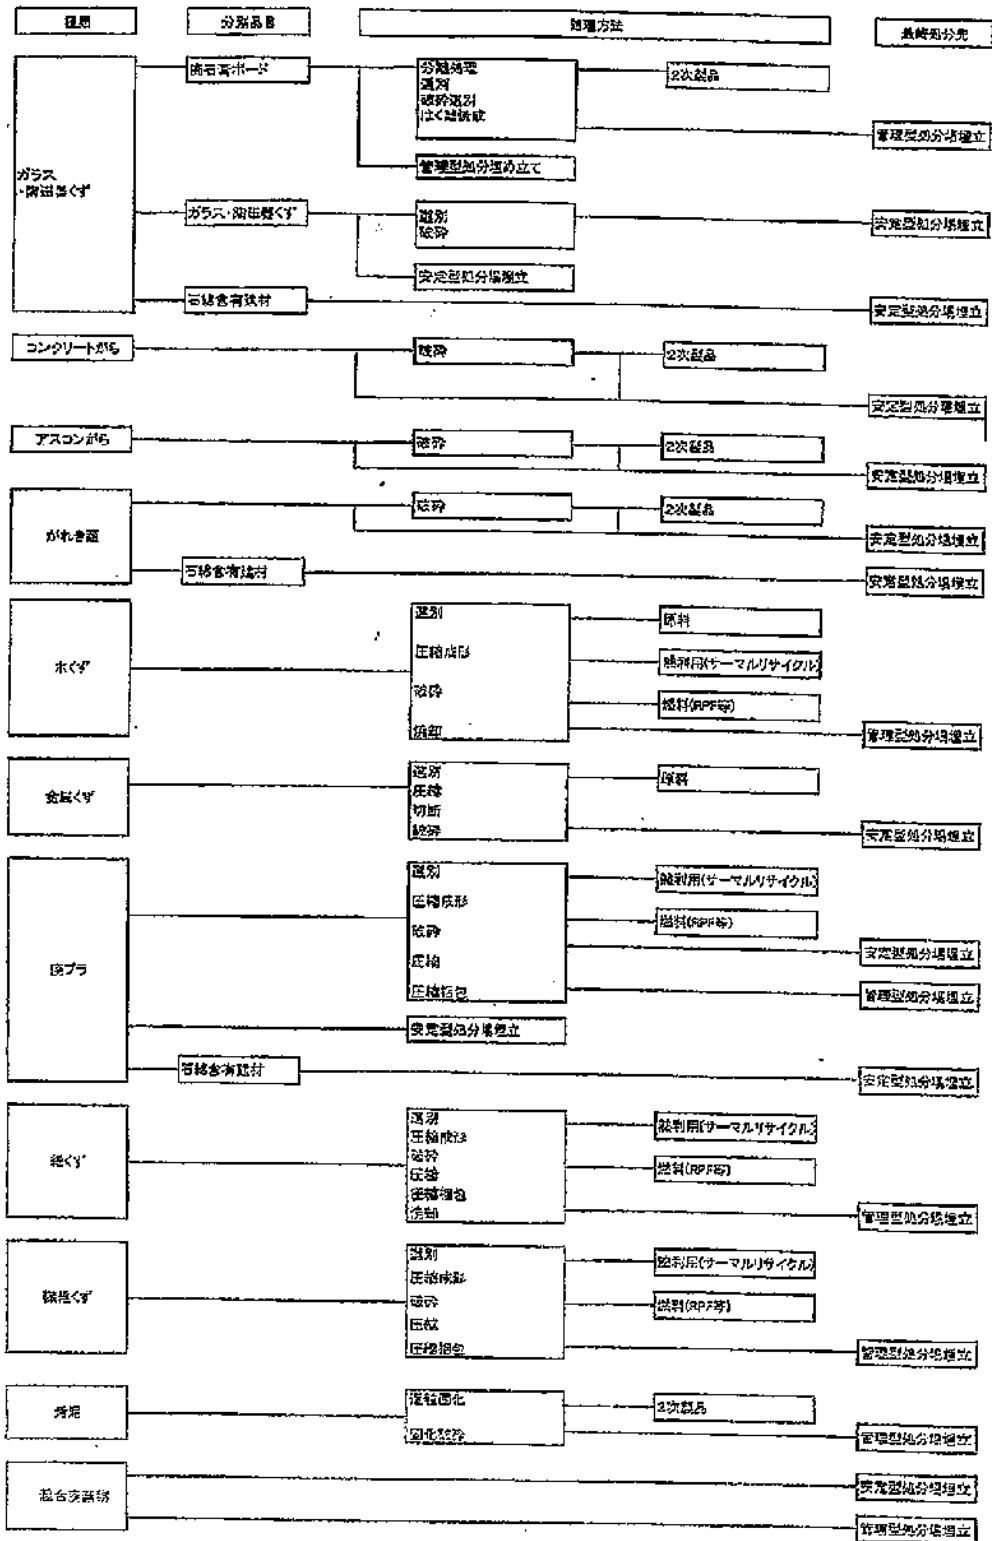 種類 分別品目 処理方法 最終処分先
廃石膏ボード 分離処理 2次製品
選別
破砕選別
管理型処分場埋立
管理型処分埋め立て
ガラス
・陶磁器くず
ガラス・陶磁器くず 選別 安定型処分場埋立
破砕
安定型処分場埋立
石綿含有建材 安定型処分場埋立
コンクリートがら 破砕 2次製品
安定型処分場埋立
アスコンがら 破砕 2次製品
安定型処分場埋立
がれき類 破砕 2次製品
安定型処分場埋立
石綿含有建材 安定型処分場埋立
木くず 選別 原料
圧縮成形 熱利用(サーマルリサイクル)
破砕 燃料(RPF等)
焼却 管理型処分場埋立
金属くず 選別 原料
圧縮
切断
破砕 安定型処分場埋立
廃プラ 選別 熱利用(サーマルリサイクル)
圧縮成形 燃料(RPF等)
破砕
圧縮 安定型処分場埋立
圧縮梱包 管理型処分場埋立
安定型処分場埋立
石綿含有建材 安定型処分場埋立
紙くず 選別 熱利用(サーマルリサイクル)
圧縮成形
破砕
圧縮 燃料(RPF等)
圧縮梱包
焼却 管理型処分場埋立
繊維くず 選別 熱利用(サーマルリサイクル)
圧縮成形
破砕 燃料(RPF等)
圧縮
圧縮梱包 管理型処分場埋立
汚泥 造粒固化 2次製品
固化破砕 管理型処分場埋立
混合廃棄物 安定型処分場埋立
管理型処分場埋立